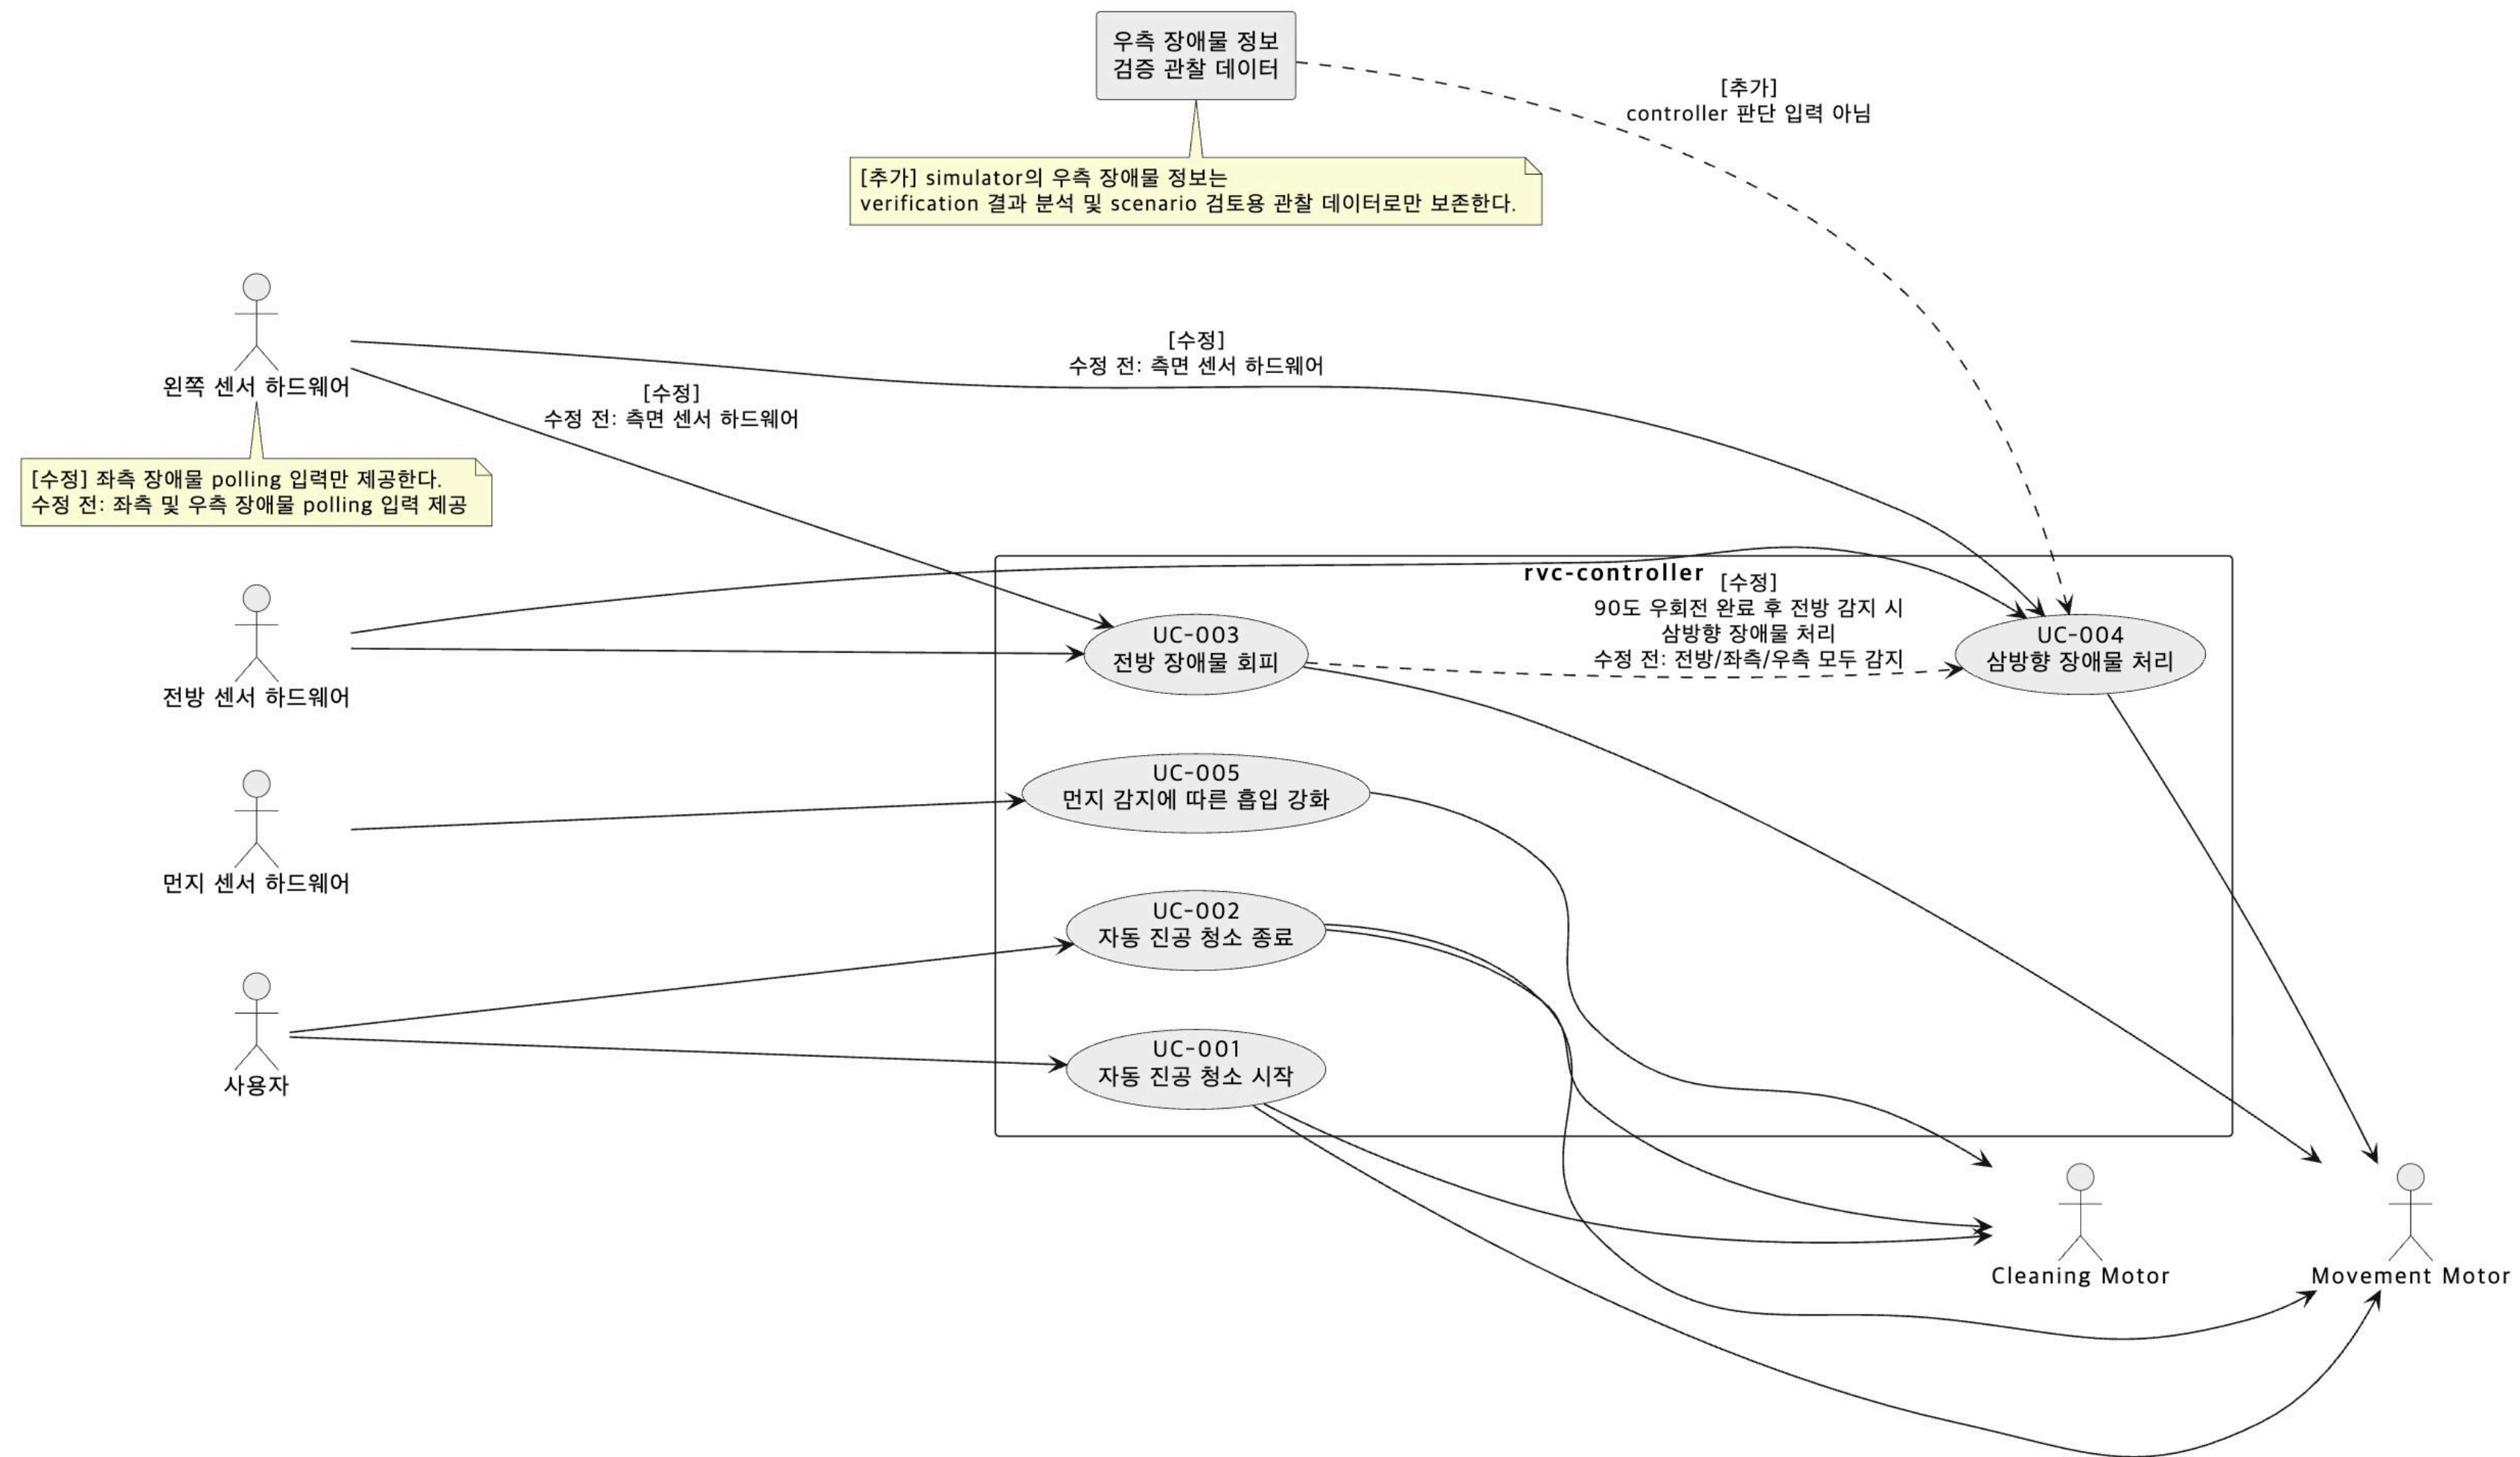 우측 장애물 정보
검증 관찰 데이터
[추가]
controller 판단 입력 아님
[추가] simulator의 우측 장애물 정보는
verification 결과 분석 및 scenario 검토용 관찰 데이터로만 보존한다.
왼쪽 센서 하드웨어
[수정]
수정 전: 측면 센서 하드웨어
[수정]
수정 전: 측면 센서 하드웨어
[수정] 좌측 장애물 polling 입력만 제공한다.
수정 전: 좌측 및 우측 장애물 polling 입력 제공
rvc-controller
[수정]
90도 우회전 완료 후 전방 감지 시
삼방향 장애물 처리
수정 전: 전방/좌측/우측 모두 감지
전방 센서 하드웨어
UC-003
전방 장애물 회피
UC-004
삼방향 장애물 처리
먼지 센서 하드웨어
UC-005
먼지 감지에 따른 흡입 강화
UC-002
자동 진공 청소 종료
사용자
UC-001
자동 진공 청소 시작
Cleaning Motor
Movement Motor